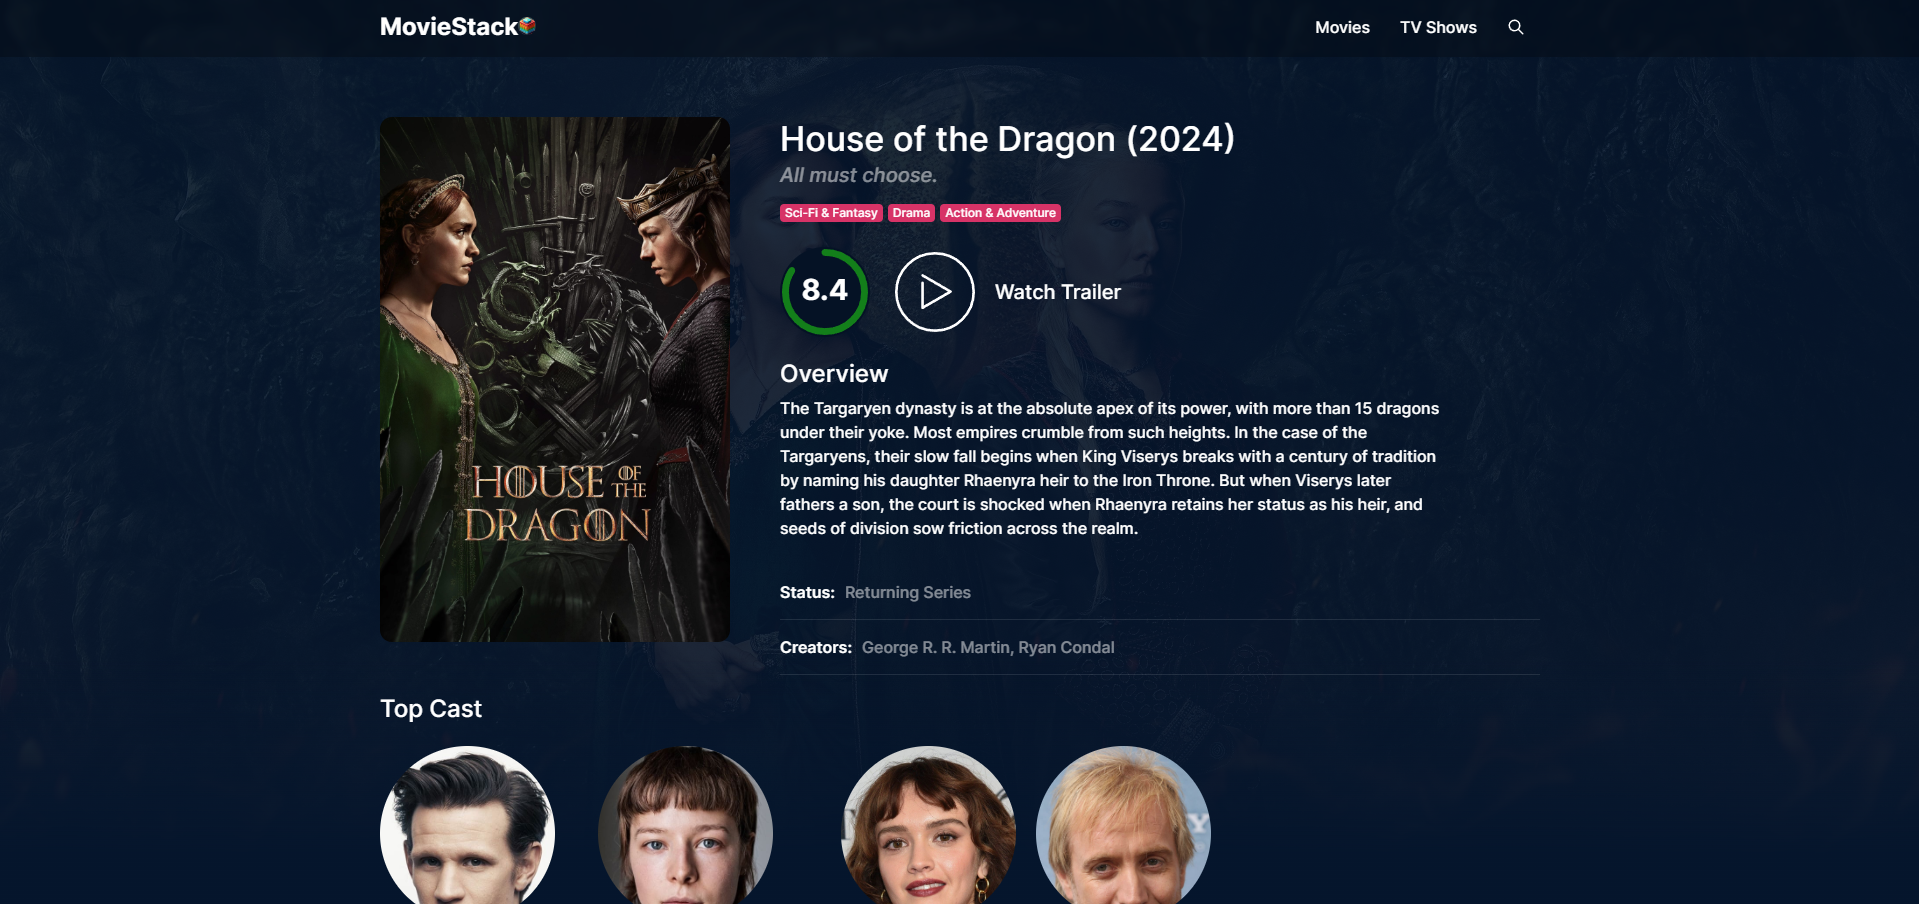 MovieStack
Movies
TV Shows
House of the Dragon (2024)
All must choose.
Sci-Fi & Fantasy
Drama
Action & Adventure
8.4
Watch Trailer
HOUSE OF THE
DRAGON
Overview
The Targaryen dynasty is at the absolute apex of its power, with more than 15 dragons
under their yoke. Most empires crumble from such heights. In the case of the
Targaryens, their slow fall begins when King Viserys breaks with a century of tradition
by naming his daughter Rhaenyra heir to the Iron Throne. But when Viserys later
fathers a son, the court is shocked when Rhaenyra retains her status as his heir, and
seeds of division sow friction across the realm.
Status: Returning Series
Creators: George R. R. Martin, Ryan Condal
Top Cast